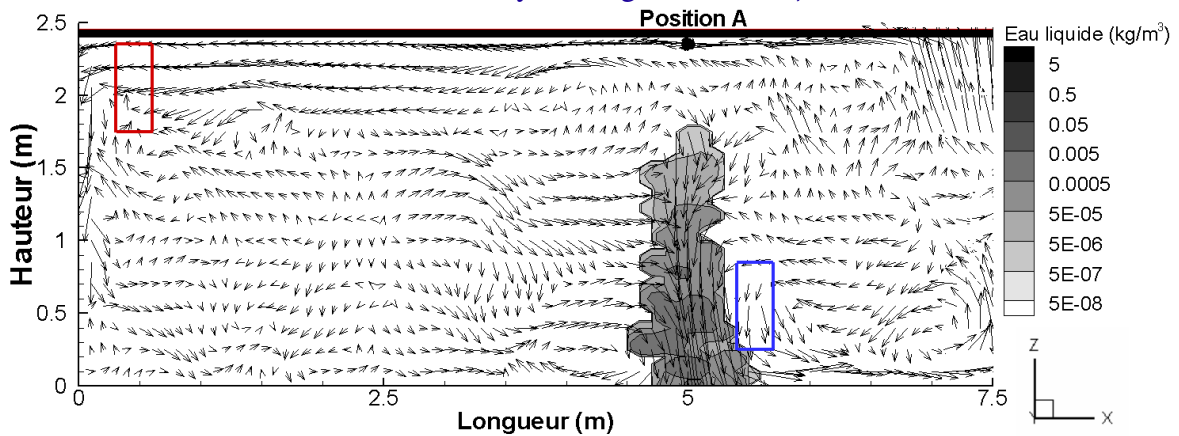 Position A
Eau liquide (kg/m³)
5
0.5
0.05
0.005
0.0005
5E-05
5E-06
5E-07
5E-08
Hauteur (m)
2.5
2
1.5
1
0.5
0
0
2.5
5
7.5
Longueur (m)
Z
Y
X